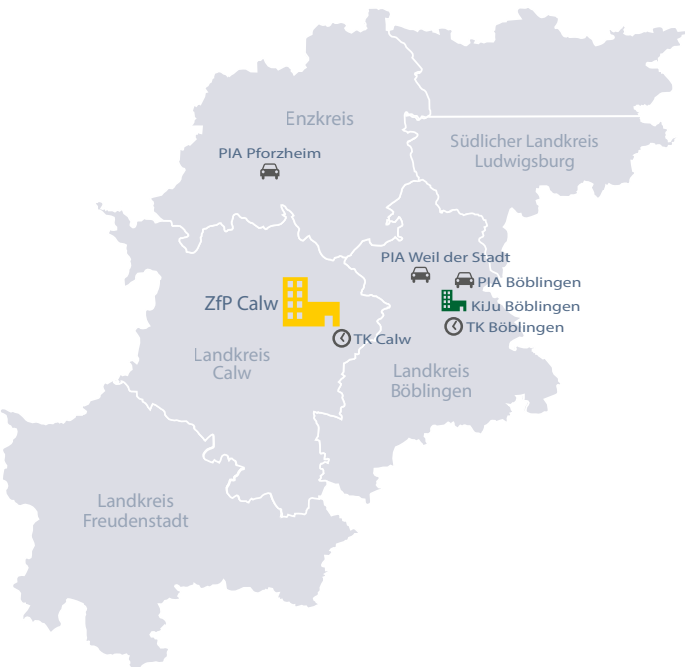 Enzkreis
PIA Pforzheim
Südlicher Landkreis
Ludwigsburg
PIA Weil der Stadt
PIA Böblingen
ZfP Calw
KiJu Böblingen
TK Böblingen
TK Calw
Landkreis
Calw
Landkreis
Böblingen
Landkreis
Freudenstadt